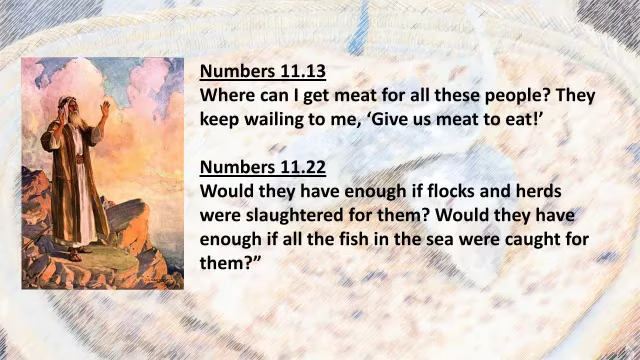 Numbers 11.13
Where can I get meat for all these people? They
keep wailing to me, ‘Give us meat to eat!’
Numbers 11.22
Would they have enough if flocks and herds
were slaughtered for them? Would they have
enough if all the fish in the sea were caught for
them?”